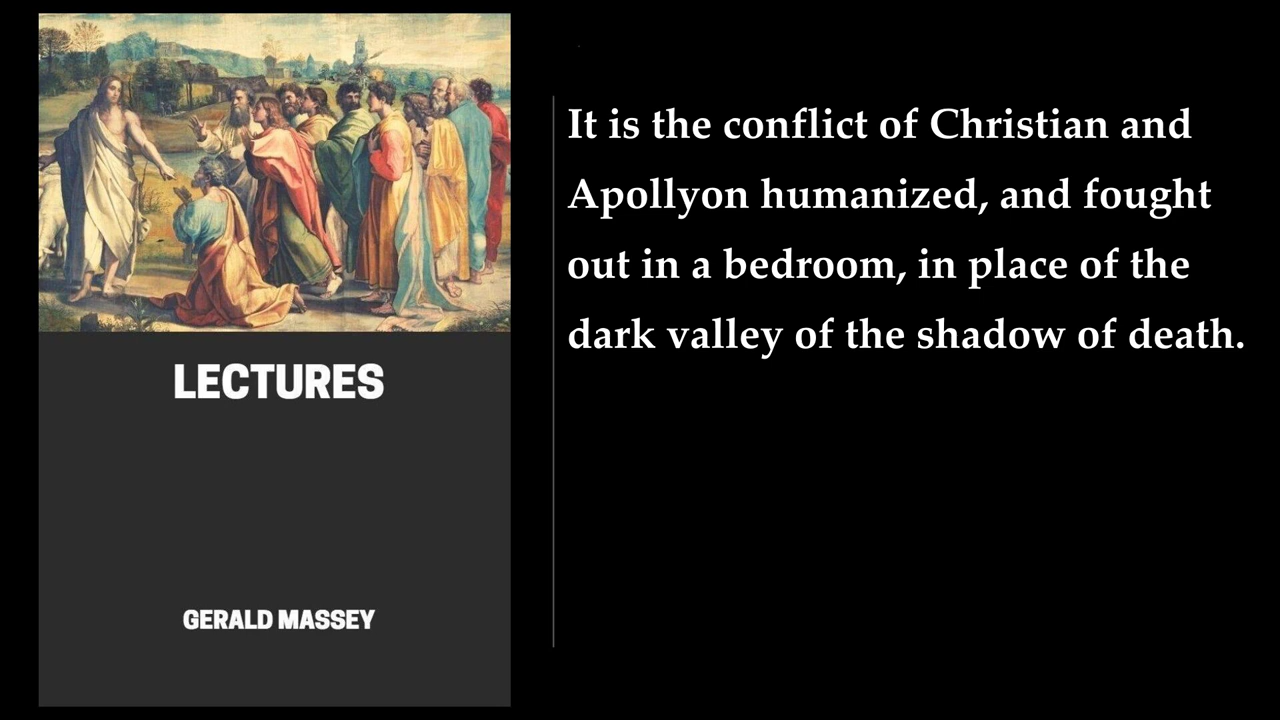 LECTURES
GERALD MASSEY
It is the conflict of Christian and
Apollyon humanized, and fought
out in a bedroom, in place of the
dark valley of the shadow of death.